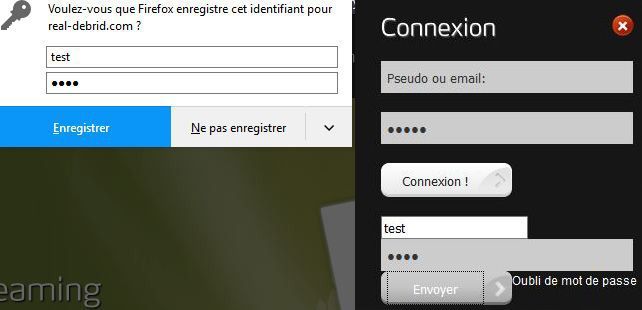 Voulez-vous que Firefox enregistre cet identifiant pour
real-debrid.com ?
test
Enregistrer
Ne pas enregistrer
eaming
Connexion
Pseudo ou email:
Connexion !
test
Envoyer
Oubli de mot de passe